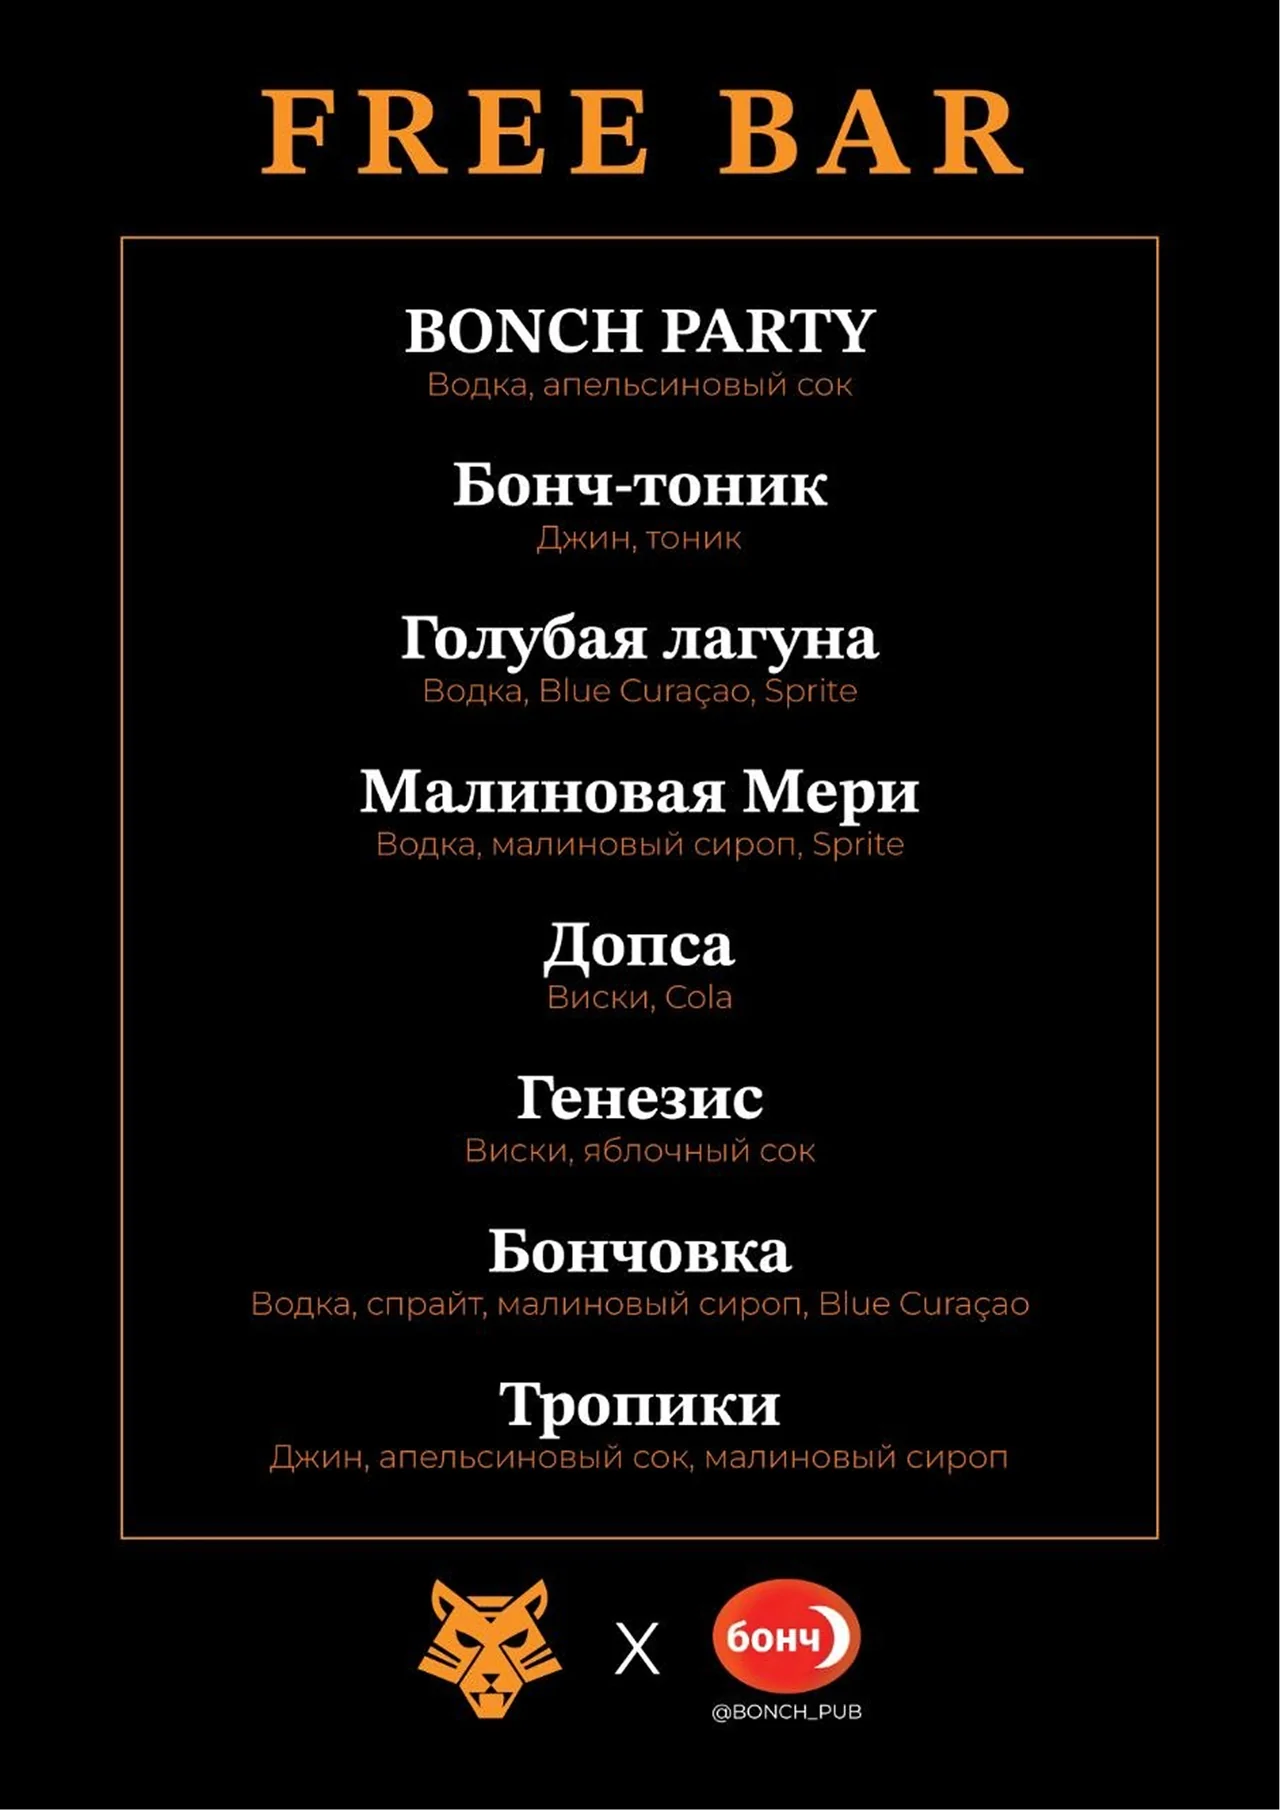 FREE BAR
BONCH PARTY
Водка, апельсиновый сок
Бонч-тоник
Джин, тоник
Голубая лагуна
Водка, Blue Curaçao, Sprite
Малиновая Мери
Водка, малиновый сироп, Sprite
Допса
Виски, Cola
Генезис
Виски, яблочный сок
Бончовка
Водка, спрайт, малиновый сироп, Blue Curaçao
Тропики
Джин, апельсиновый сок, малиновый сироп
X
бонч
@BONCH_PUB